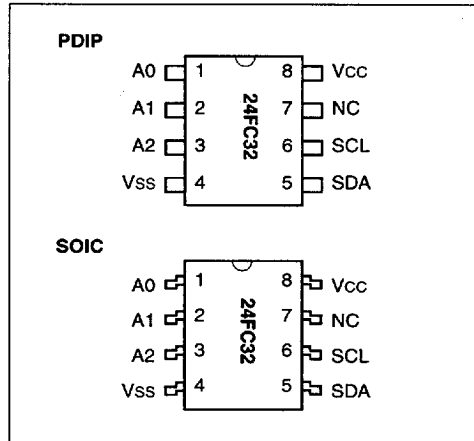 PDIP
A0 1 8 Vcc
A1 2 7 NC
A2 3 6 SCL
Vss 4 5 SDA
24FC32
SOIC
A0 1 8 Vcc
A1 2 7 NC
A2 3 6 SCL
Vss 4 5 SDA
24FC32